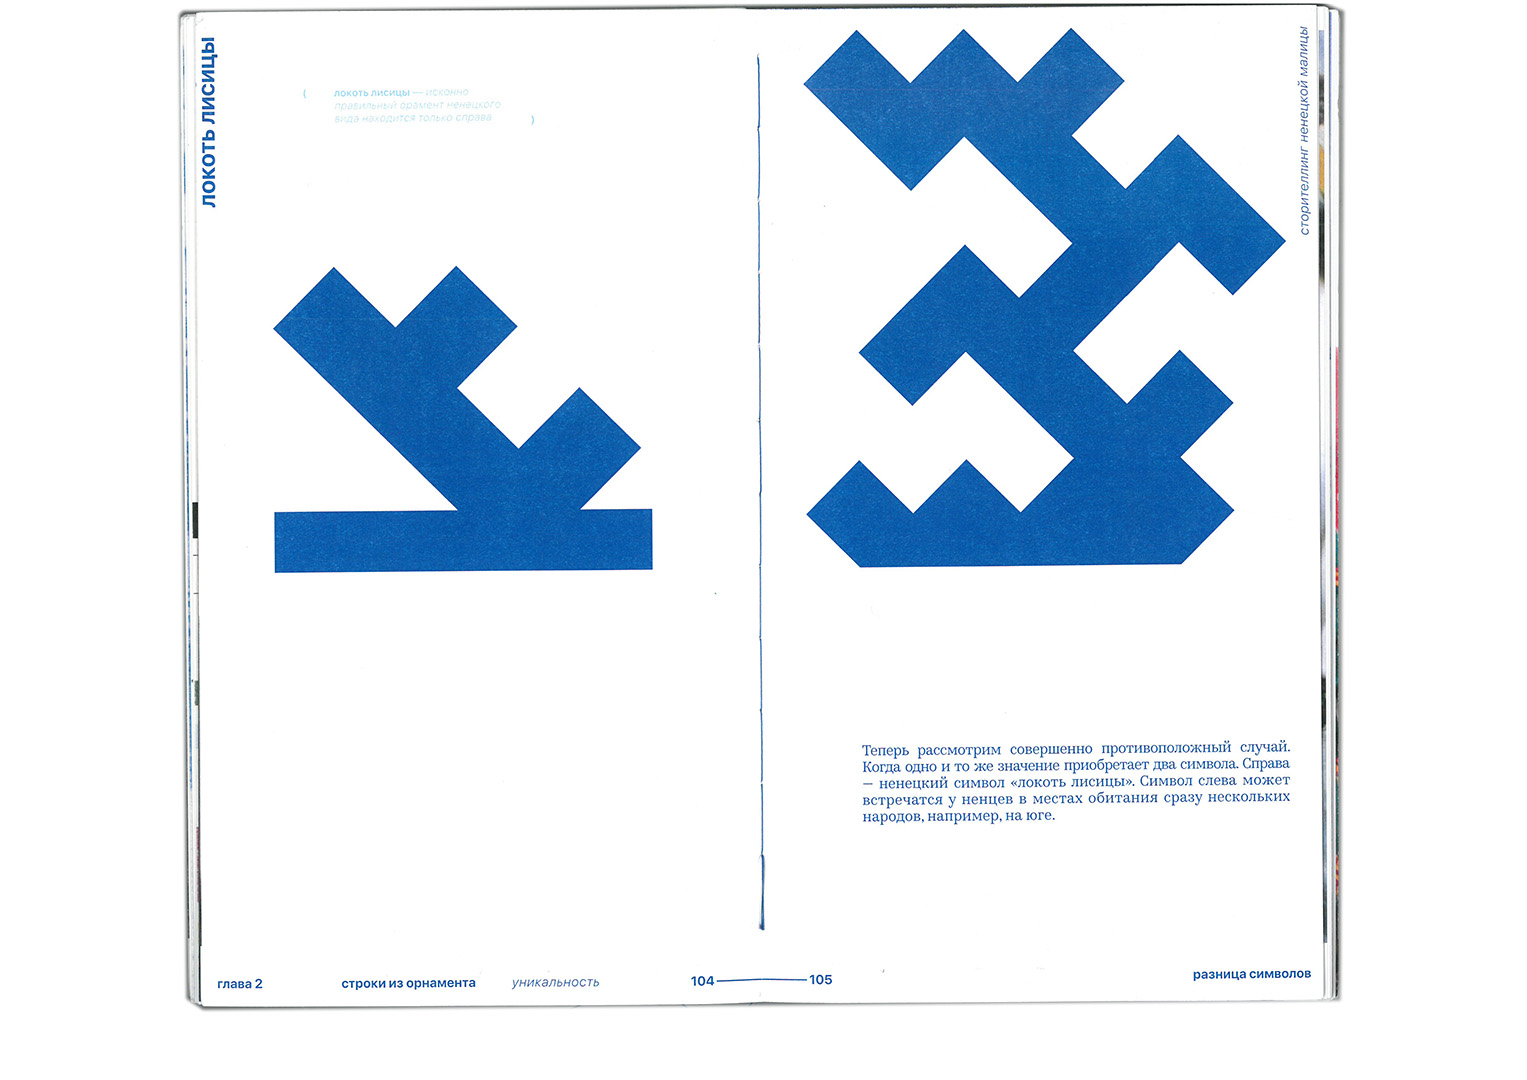 ЛОКОТЬ ЛИСИЦЫ
( локоть лисицы — исконно
правильный орамент ненецкого
вида находится только справа )
сторителлинг ненецкой малицы
Теперь рассмотрим совершенно противоположный случай.
Когда одно и то же значение приобретает два символа. Справа
— ненецкий символ «локоть лисицы». Символ слева может
встречатся у ненцев в местах обитания сразу нескольких
народов, например, на юге.
глава 2 строки из орнамента уникальность 104 — 105 разница символов